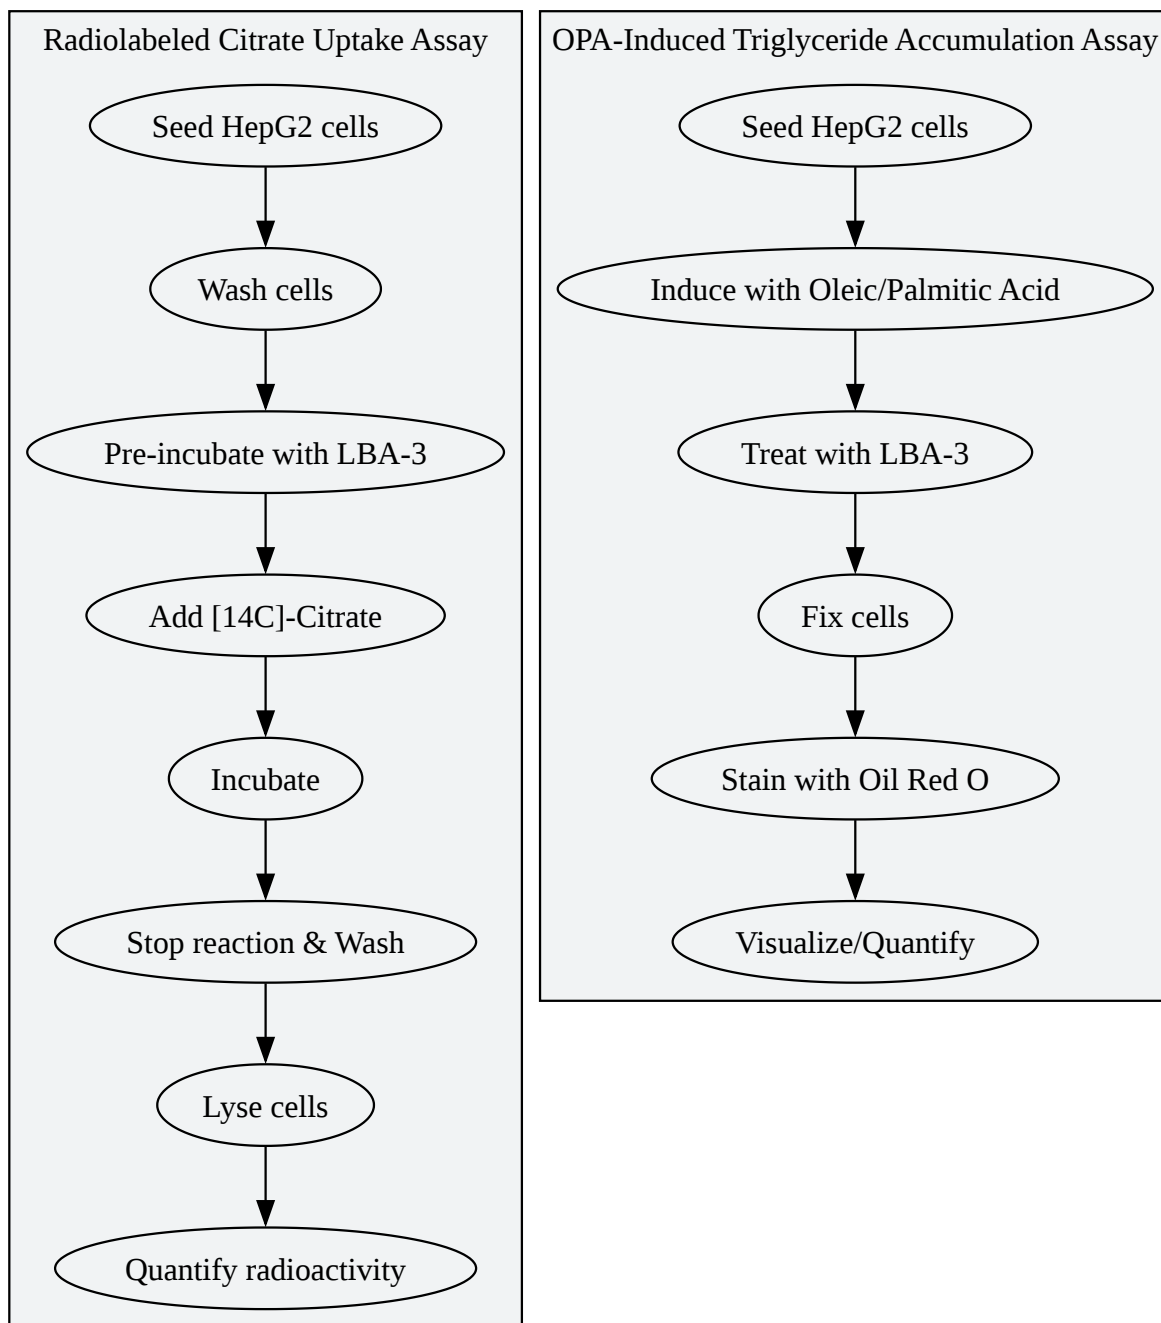 Radiolabeled Citrate Uptake Assay
Seed HepG2 cells
Wash cells
Pre-incubate with LBA-3
Add [14C]-Citrate
Incubate
Stop reaction & Wash
Lyse cells
Quantify radioactivity
OPA-Induced Triglyceride Accumulation Assay
Seed HepG2 cells
Induce with Oleic/Palmitic Acid
Treat with LBA-3
Fix cells
Stain with Oil Red O
Visualize/Quantify